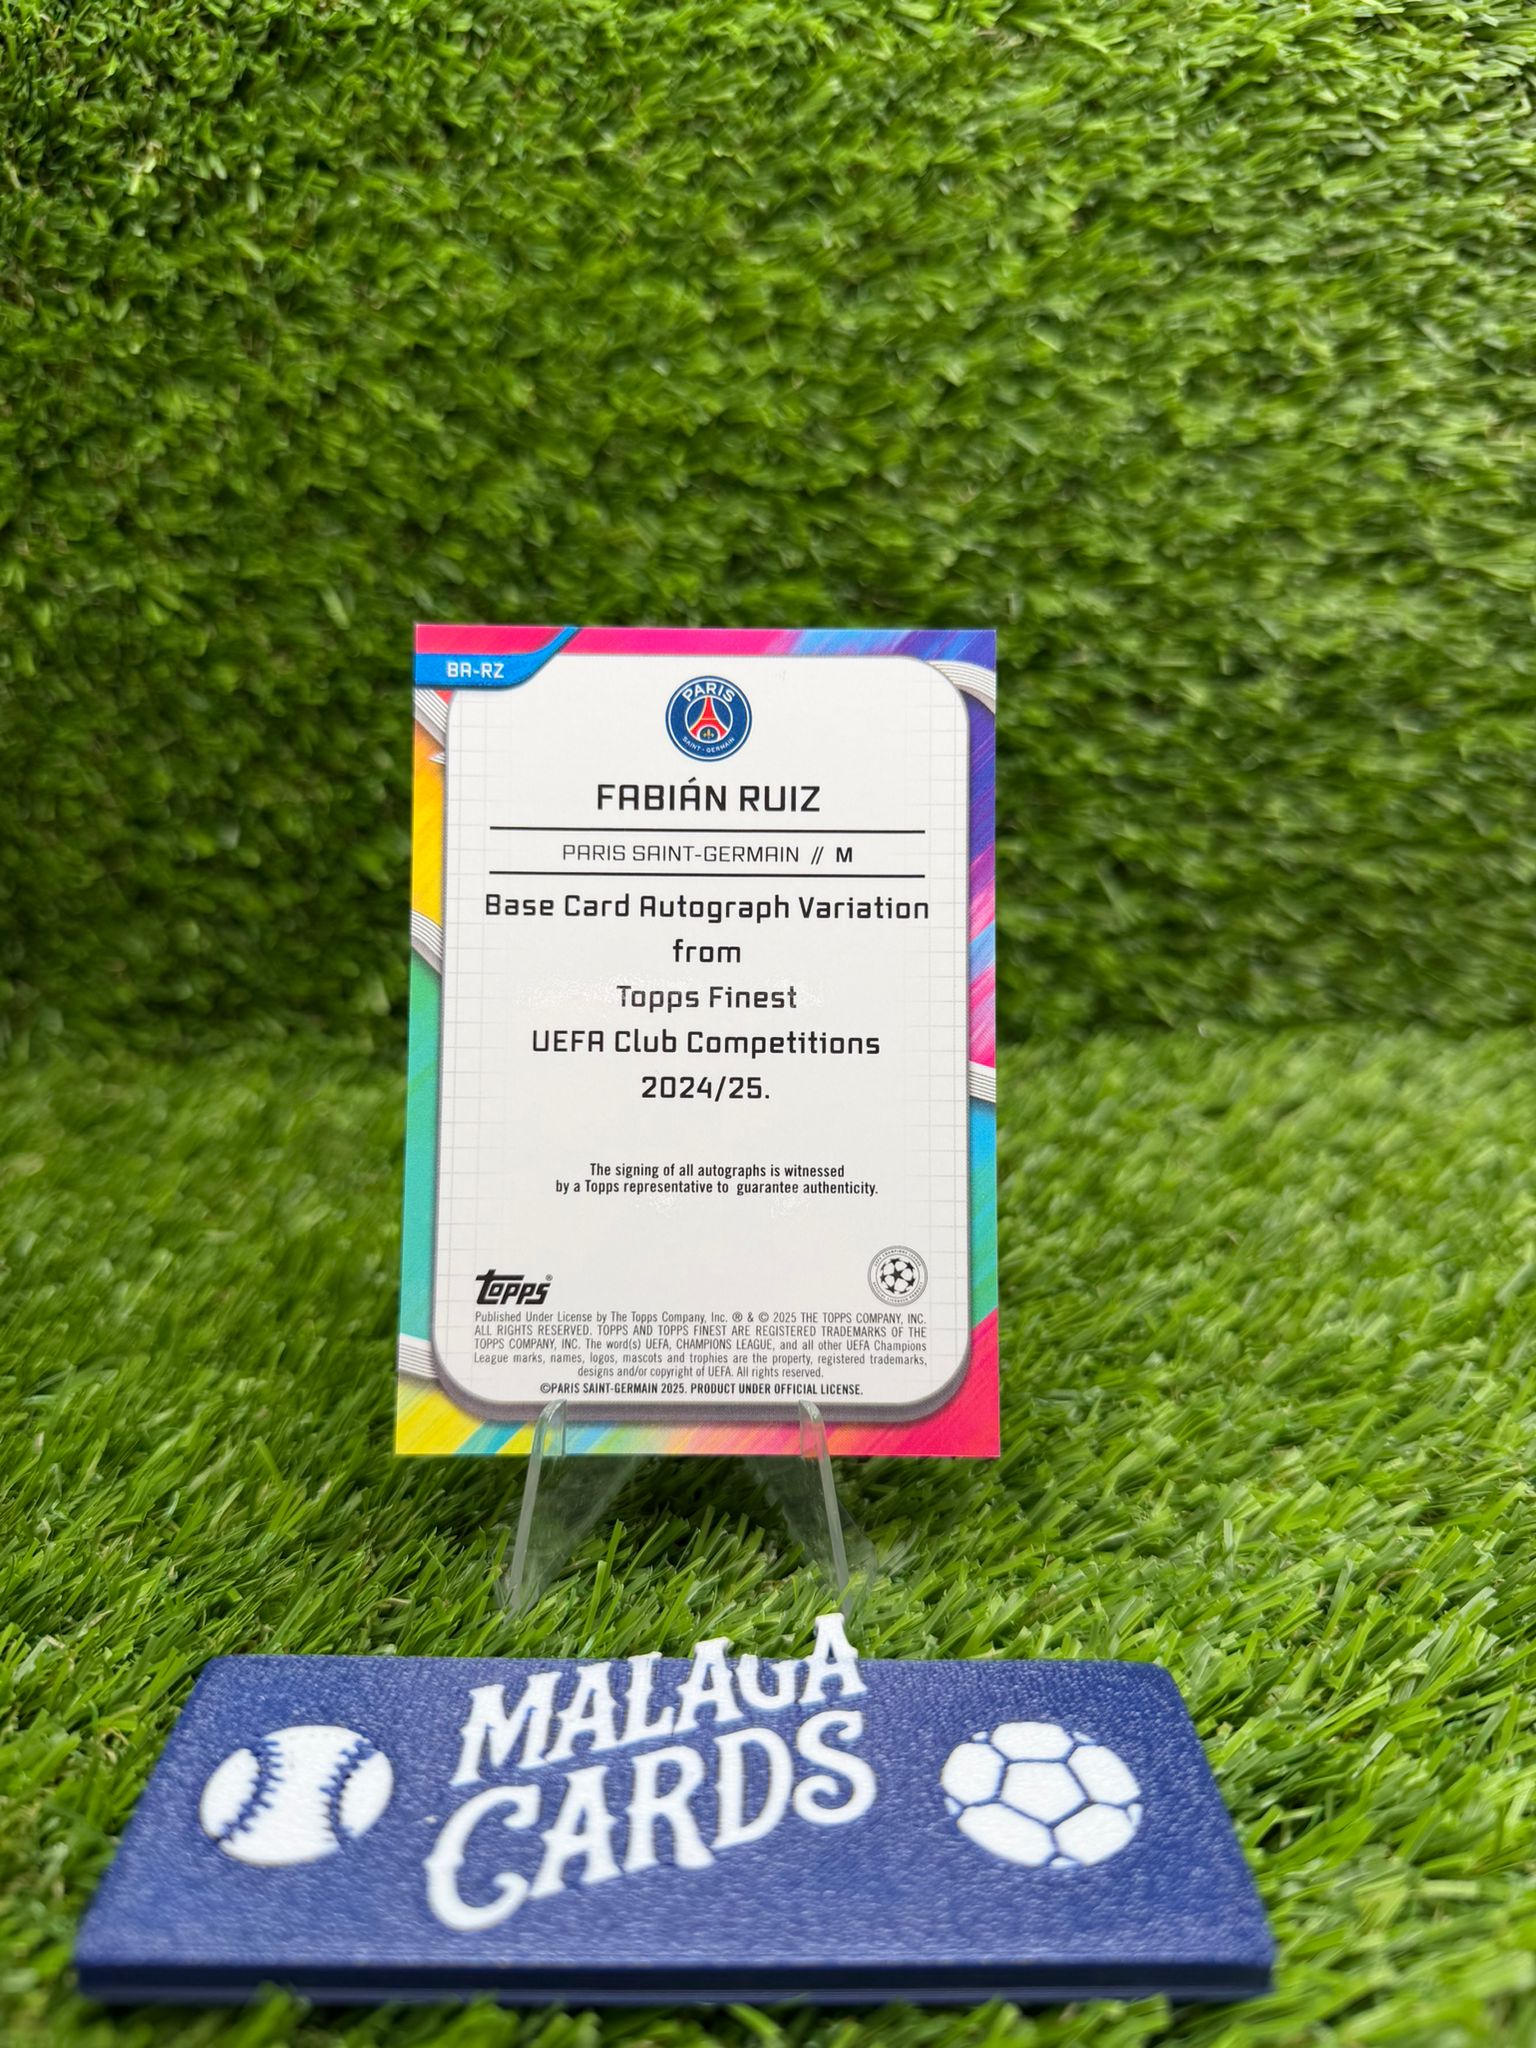 BA-RZ
PARIS
SAINT-GERMAIN
FABIÁN RUIZ
PARIS SAINT-GERMAIN // M
Base Card Autograph Variation
from
Topps Finest
UEFA Club Competitions
2024/25.
The signing of all autographs is witnessed
by a Topps representative to guarantee authenticity.
topps®
Published Under License by The Topps Company, Inc. ® & © 2025 THE TOPPS COMPANY, INC.
ALL RIGHTS RESERVED. TOPPS AND TOPPS FINEST ARE REGISTERED TRADEMARKS OF THE
TOPPS COMPANY, INC. The word(s) UEFA, CHAMPIONS LEAGUE, and all other UEFA Champions
League marks, names, logos, mascots and trophies are the property, registered trademarks,
designs and/or copyright of UEFA. All rights reserved.
©PARIS SAINT-GERMAIN 2025. PRODUCT UNDER OFFICIAL LICENSE.
MALAGA
CARDS